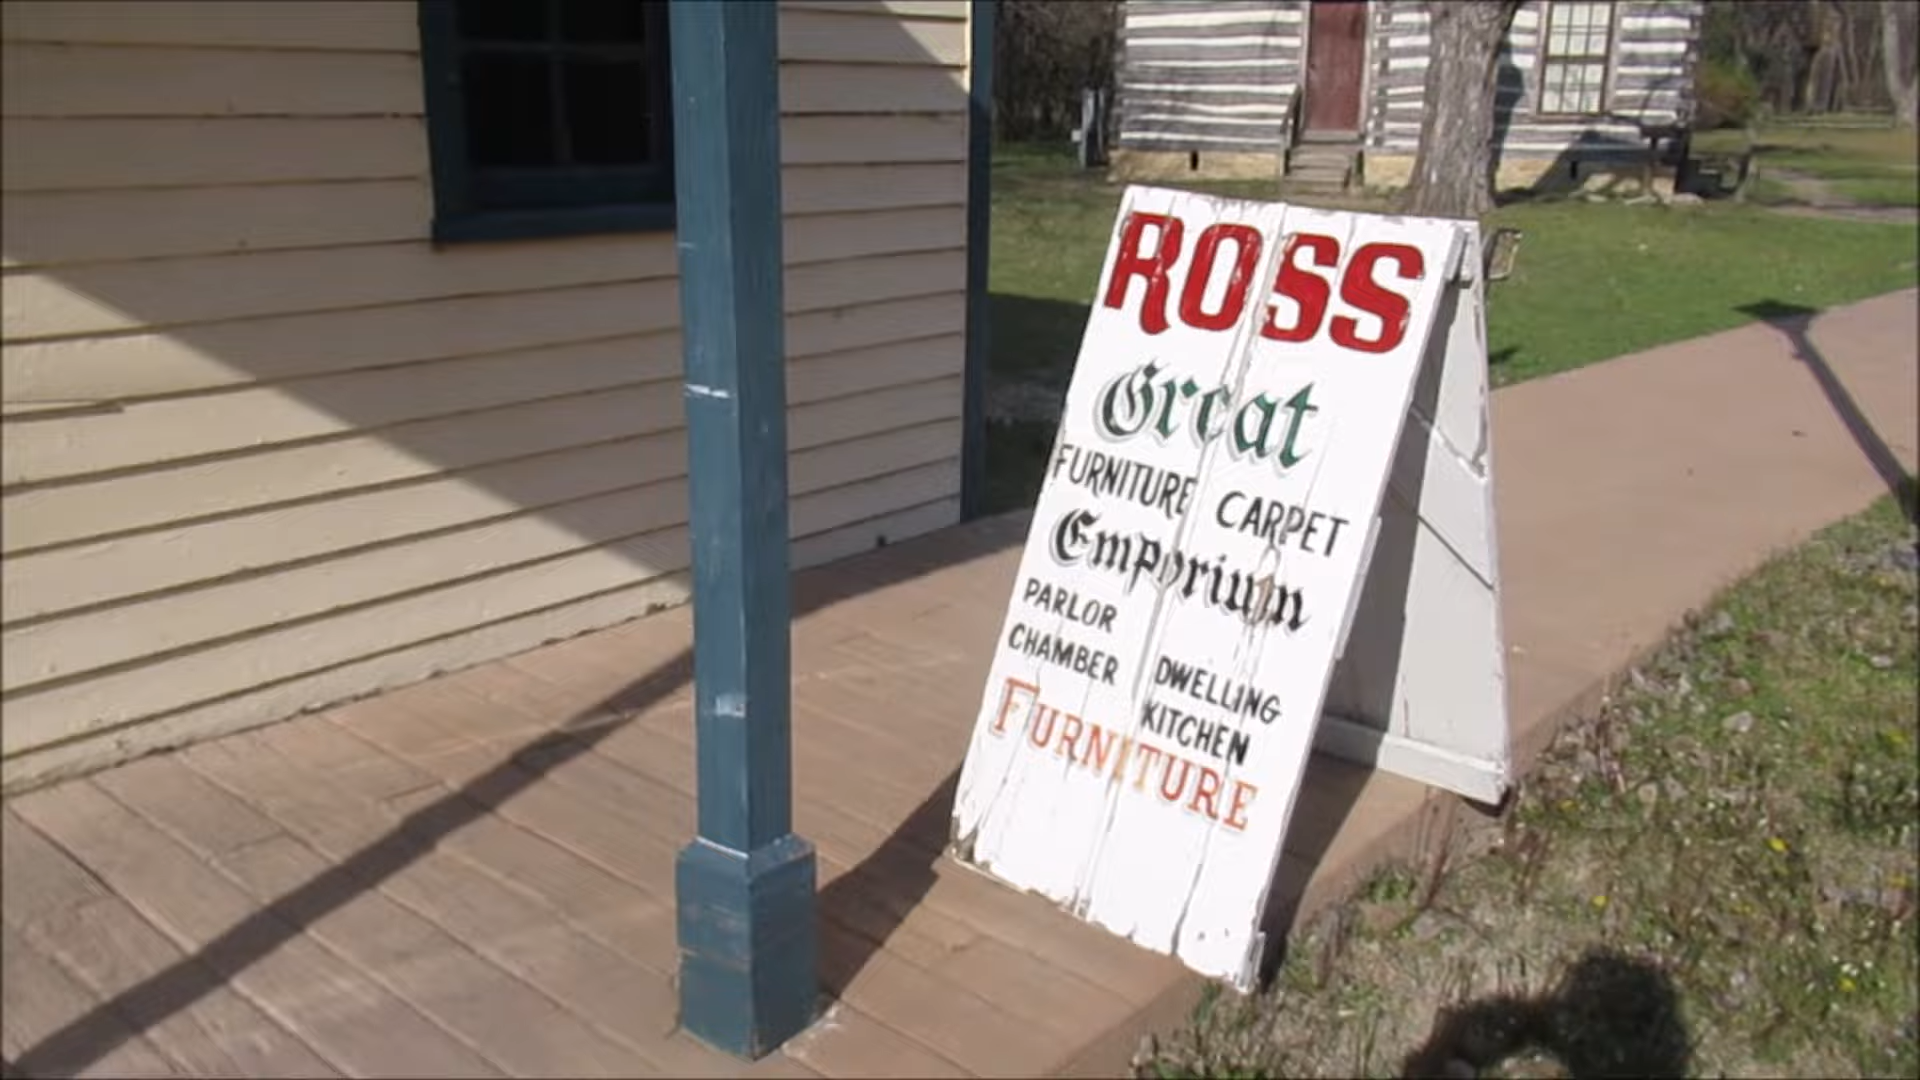 ROSS
Great
FURNITURE CARPET
Emporium
PARLOR
CHAMBER
DWELLING
KITCHEN
FURNITURE